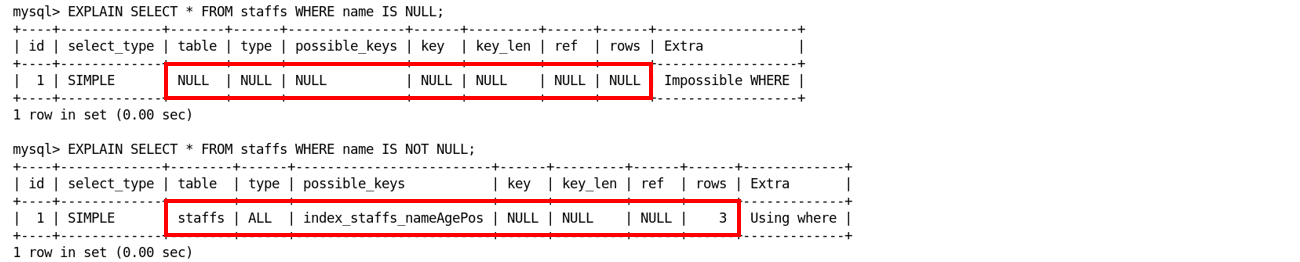 mysql> EXPLAIN SELECT * FROM staffs WHERE name IS NULL;
+----+-------------+-------+------+---------------+------+---------+------+------+------------------+
| id | select_type | table | type | possible_keys | key  | key_len | ref  | rows | Extra            |
+----+-------------+-------+------+---------------+------+---------+------+------+------------------+
|  1 | SIMPLE      | NULL  | NULL | NULL          | NULL | NULL    | NULL | NULL | Impossible WHERE |
+----+-------------+-------+------+---------------+------+---------+------+------+------------------+
1 row in set (0.00 sec)
mysql> EXPLAIN SELECT * FROM staffs WHERE name IS NOT NULL;
+----+-------------+--------+------+-------------------------+------+---------+------+------+-------------+
| id | select_type | table  | type | possible_keys           | key  | key_len | ref  | rows | Extra       |
+----+-------------+--------+------+-------------------------+------+---------+------+------+-------------+
|  1 | SIMPLE      | staffs | ALL  | index_staffs_nameAgePos | NULL | NULL    | NULL |    3 | Using where |
+----+-------------+--------+------+-------------------------+------+---------+------+------+-------------+
1 row in set (0.00 sec)